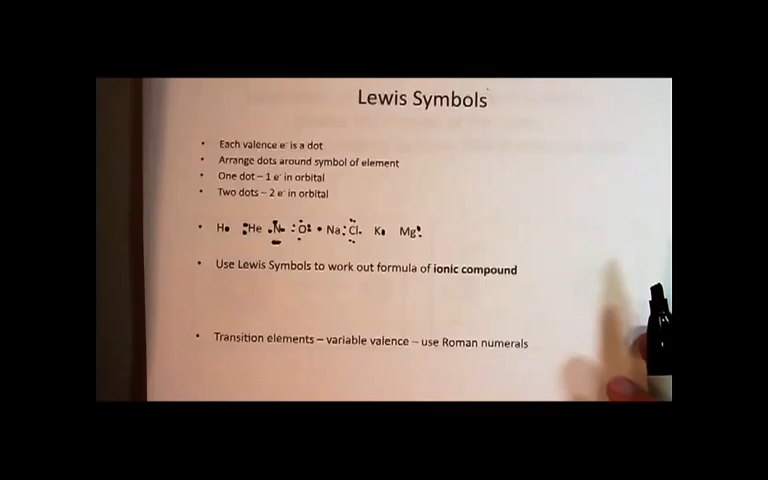 Lewis Symbols
• Each valence e⁻ is a dot
• Arrange dots around symbol of element
• One dot – 1 e⁻ in orbital
• Two dots – 2 e⁻ in orbital
• H He N O Na Cl K Mg
• Use Lewis Symbols to work out formula of ionic compound
• Transition elements – variable valence – use Roman numerals